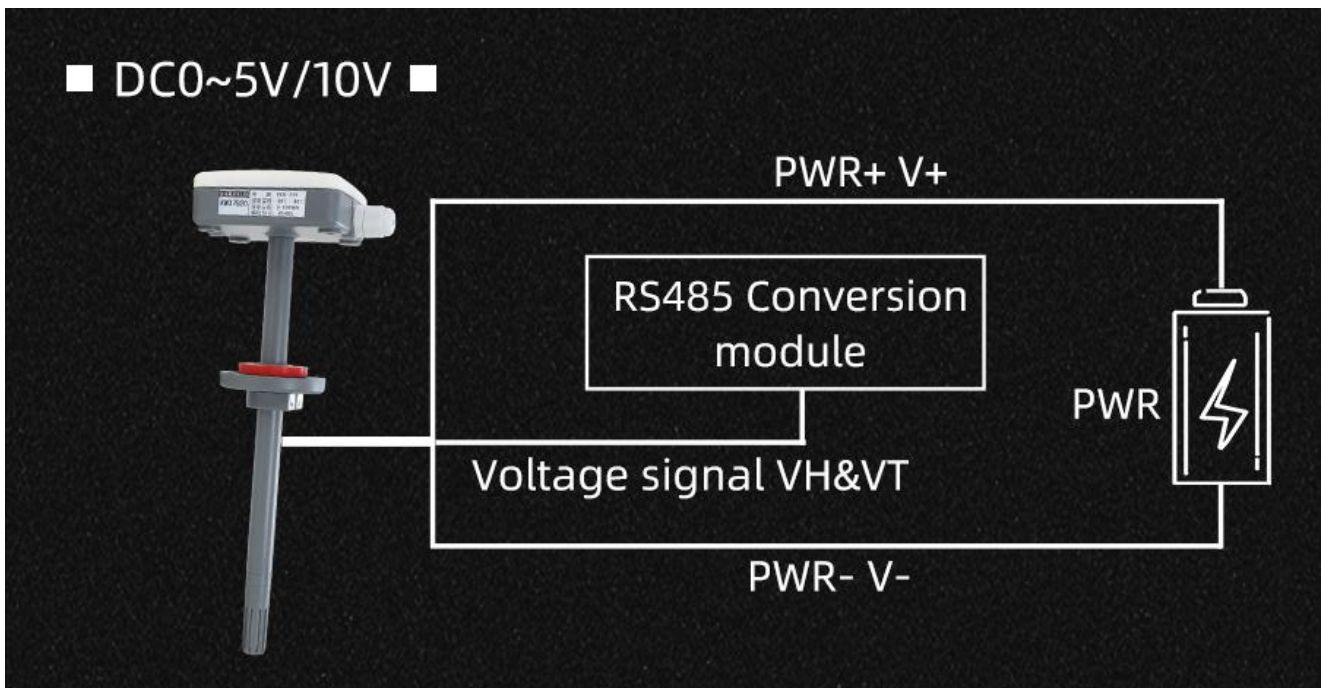 DC0~5V/10V
PWR+ V+
RS485 Conversion
module
PWR
Voltage signal VH&VT
PWR- V-